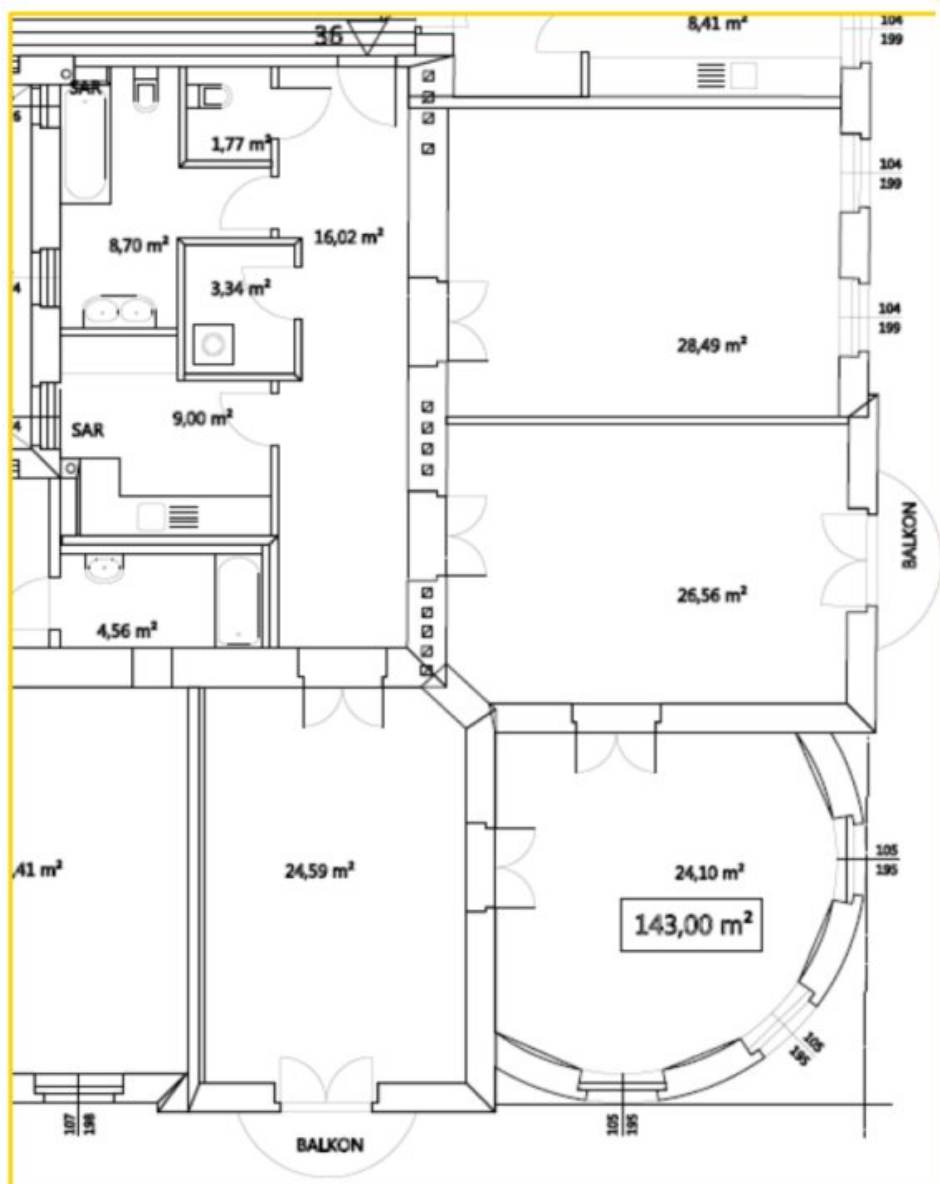 36
8,41 m²
104
199
SAR
1,77 m²
104
199
8,70 m²
16,02 m²
3,34 m²
104
199
28,49 m²
9,00 m²
SAR
BALKON
26,56 m²
4,56 m²
,41 m²
24,59 m²
24,10 m²
105
195
143,00 m²
105
195
107
198
BALKON
105
195